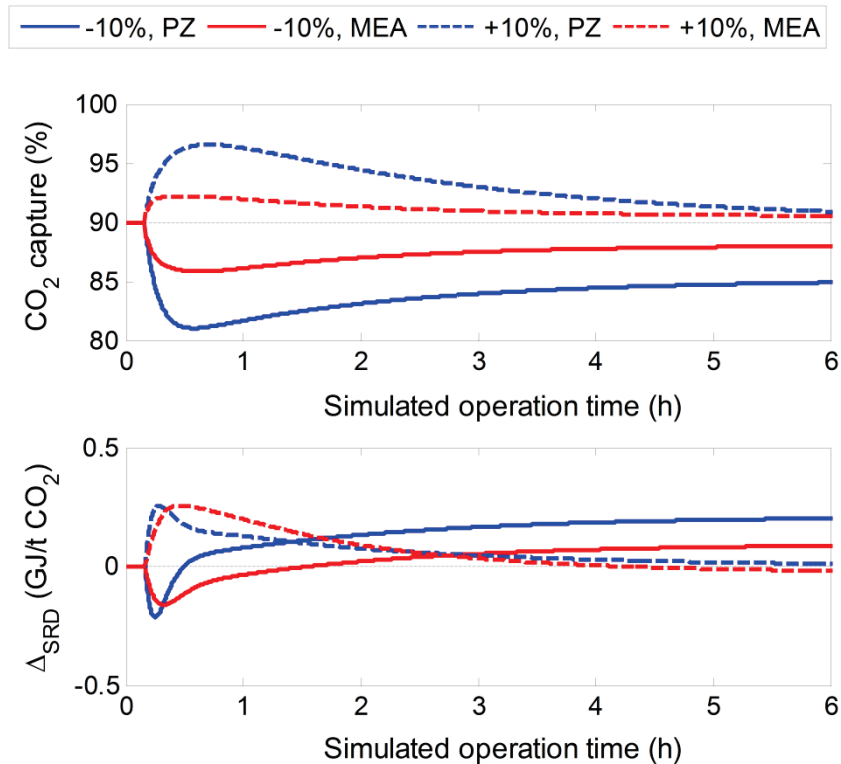 -10%, PZ -10%, MEA +10%, PZ +10%, MEA
100
95
90
85
80
CO₂ capture (%)
0 1 2 3 4 5 6
Simulated operation time (h)
0.5
0
-0.5
Δ_SRD (GJ/t CO₂)
0 1 2 3 4 5 6
Simulated operation time (h)